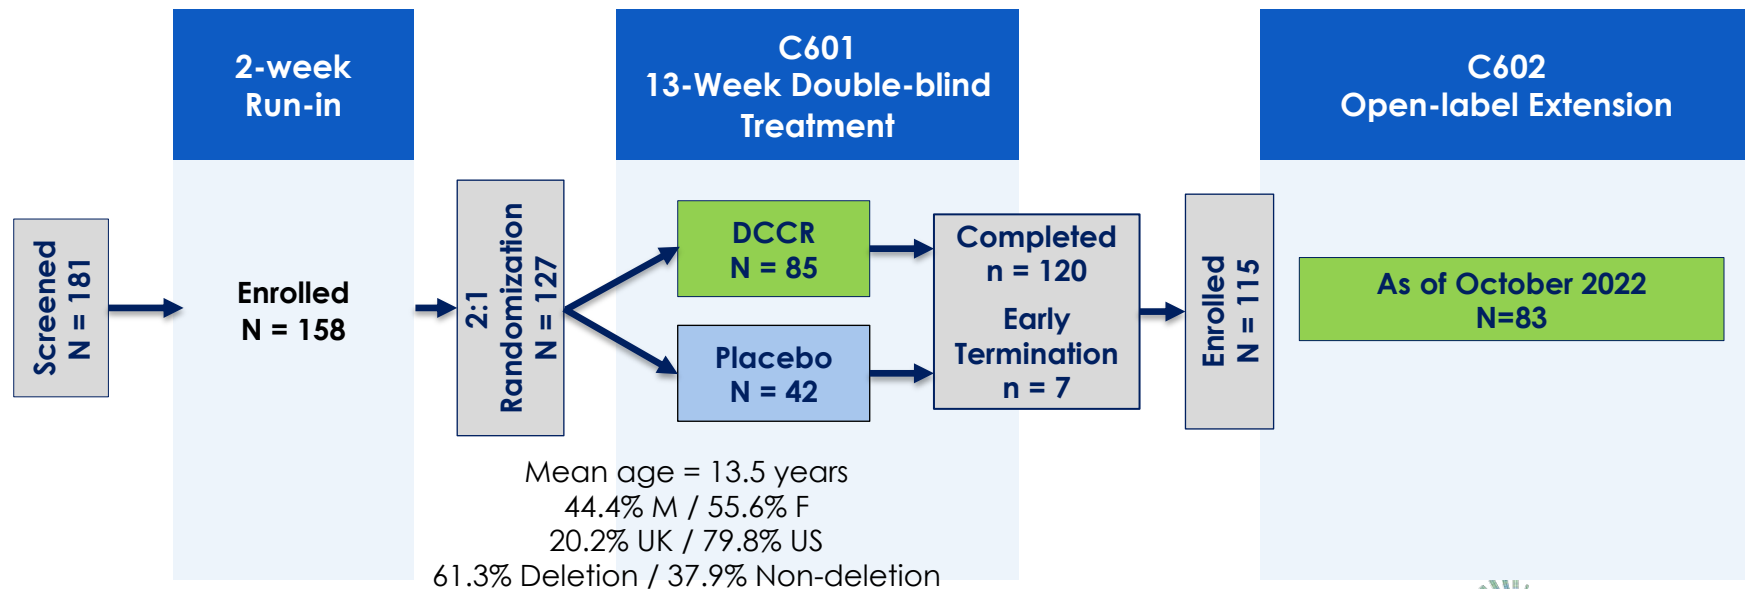 2-week
Run-in
C601
13-Week Double-blind
Treatment
C602
Open-label Extension
Screened
N = 181
Enrolled
N = 158
2:1
Randomization
N = 127
DCCR
N = 85
Placebo
N = 42
Completed
n = 120
Early
Termination
n = 7
Enrolled
N = 115
As of October 2022
N=83
Mean age = 13.5 years
44.4% M / 55.6% F
20.2% UK / 79.8% US
61.3% Deletion / 37.9% Non-deletion